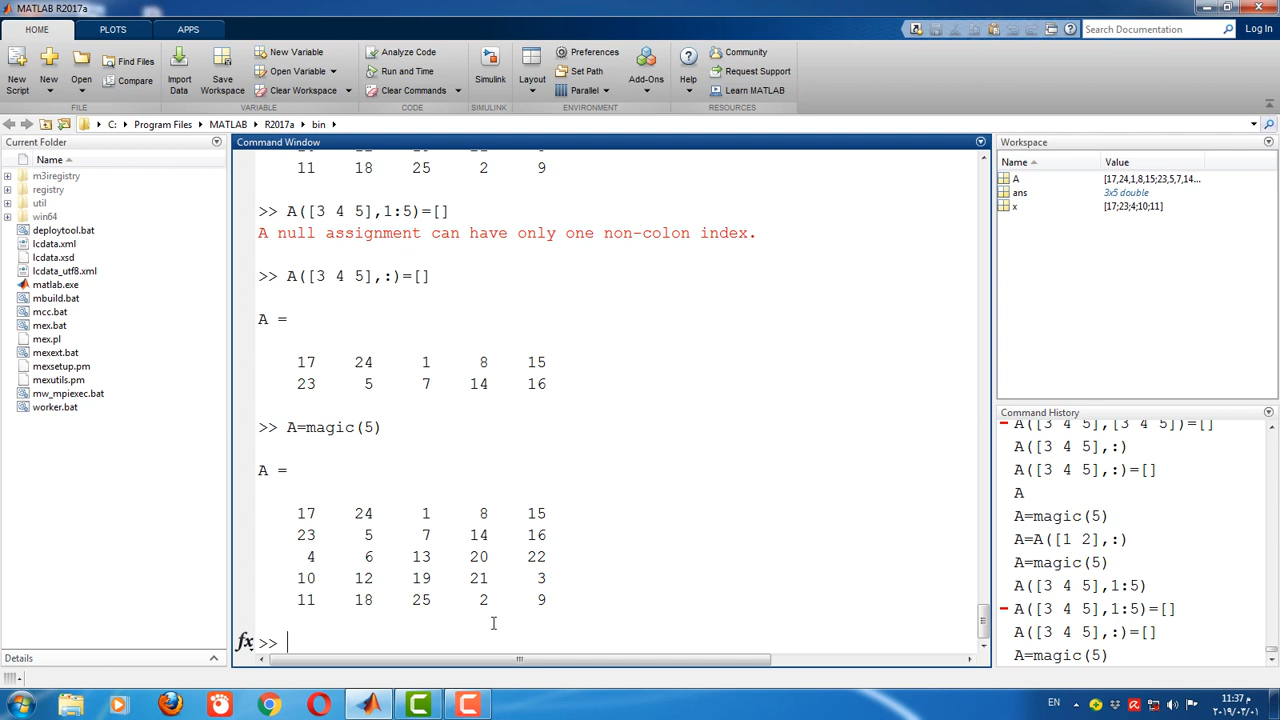 MATLAB R2017a
HOME PLOTS APPS Search Documentation Log In
New Script New Open Find Files Compare Import Data Save Workspace New Variable Open Variable Clear Workspace Analyze Code Run and Time Clear Commands Simulink Layout Preferences Set Path Parallel Add-Ons Help Community Request Support Learn MATLAB
FILE VARIABLE CODE SIMULINK ENVIRONMENT RESOURCES
C: Program Files MATLAB R2017a bin
Current Folder
Name
m3iregistry
registry
util
win64
deploytool.bat
lcdata.xml
lcdata.xsd
lcdata_utf8.xml
matlab.exe
mbuild.bat
mcc.bat
mex.bat
mex.pl
mexext.bat
mexsetup.pm
mexutils.pm
mw_mpiexec.bat
worker.bat
Details
Command Window
11 18 25 2 9
>> A([3 4 5],1:5)=[]
A null assignment can have only one non-colon index.
>> A([3 4 5],:)=[]
A =
17 24 1 8 15
23 5 7 14 16
>> A=magic(5)
A =
17 24 1 8 15
23 5 7 14 16
4 6 13 20 22
10 12 19 21 3
11 18 25 2 9
fx >>
Workspace
Name Value
A [17,24,1,8,15;23,5,7,14...
ans 3x5 double
x [17;23;4;10;11]
Command History
A([3 4 5],[3 4 5])=[]
A([3 4 5],:)
A([3 4 5],:)=[]
A
A=magic(5)
A=A([1 2],:)
A=magic(5)
A([3 4 5],1:5)
A([3 4 5],1:5)=[]
A([3 4 5],:)=[]
A=magic(5)
EN
11:37 م
٢٠١٩/٠٣/٠١